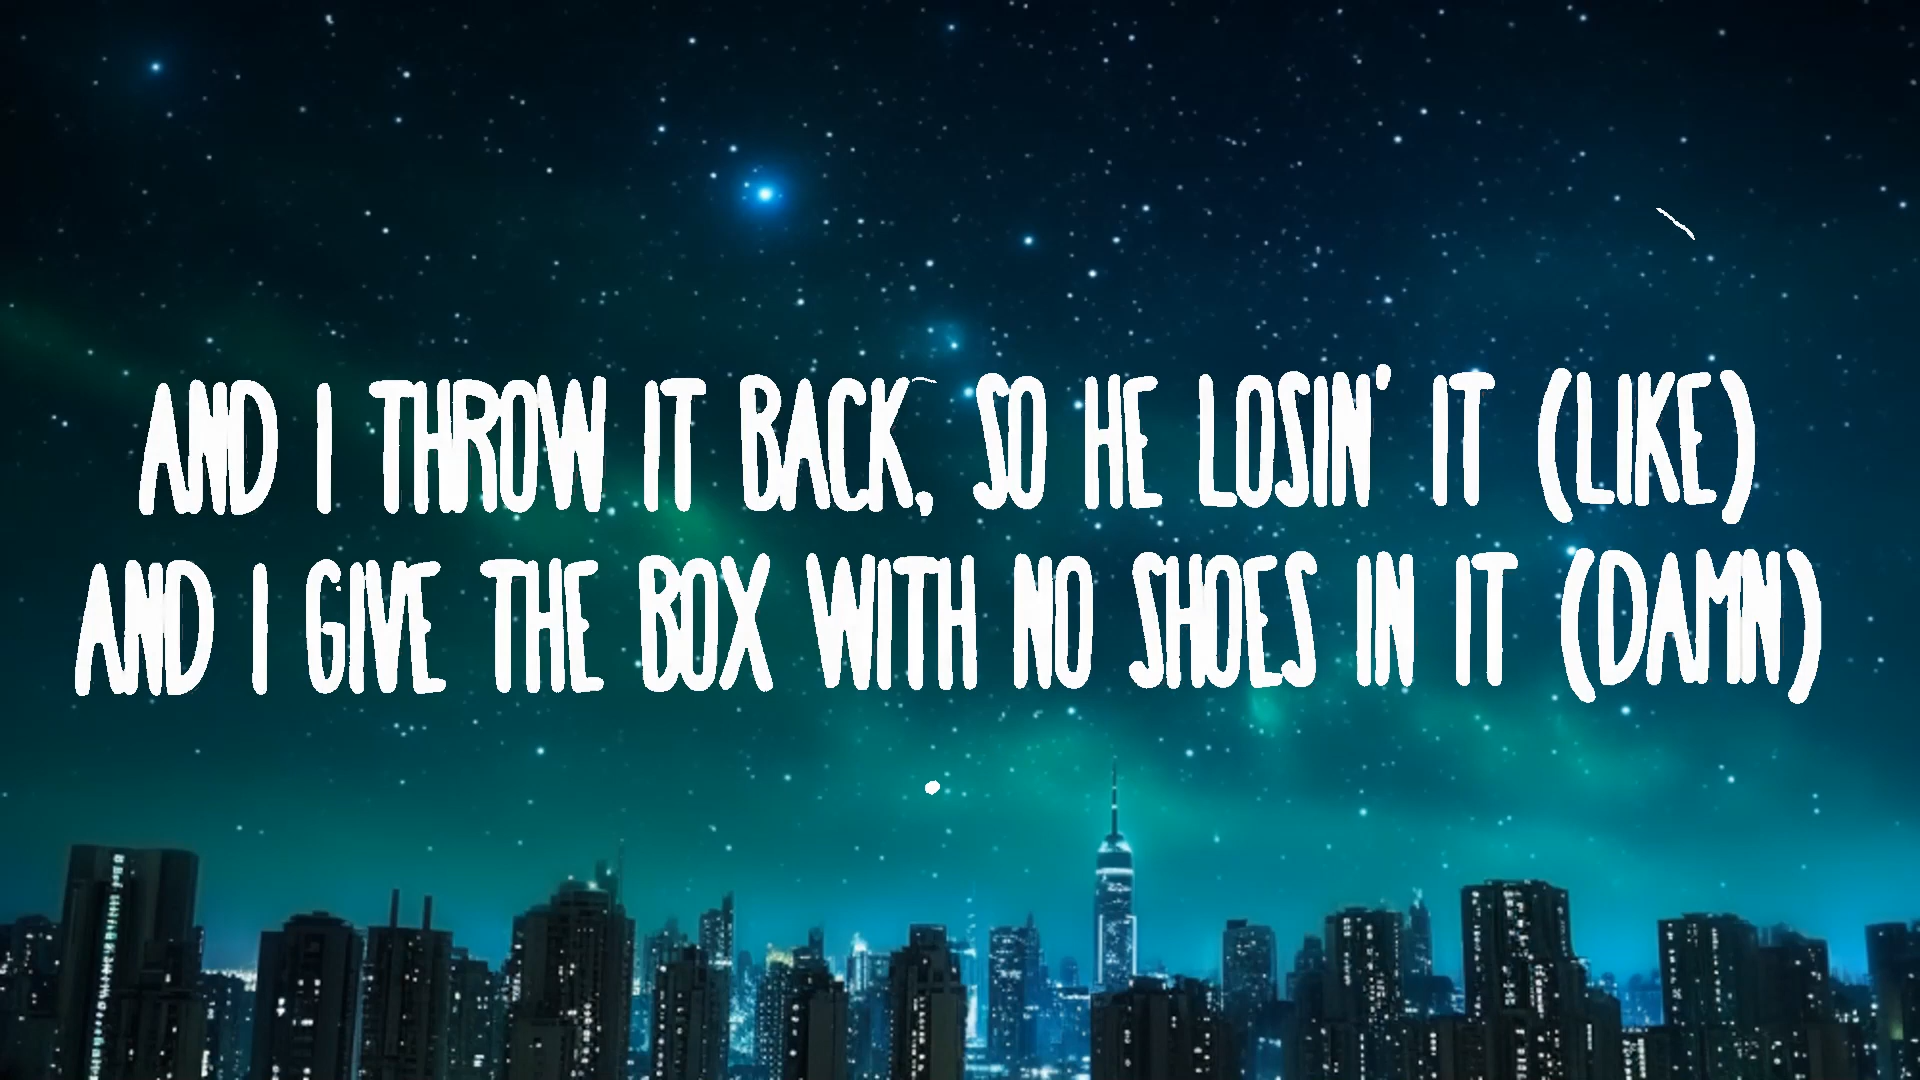 AND I THROW IT BACK, SO HE LOSIN' IT (LIKE)
AND I GIVE THE BOX WITH NO SHOES IN IT (DAMN)